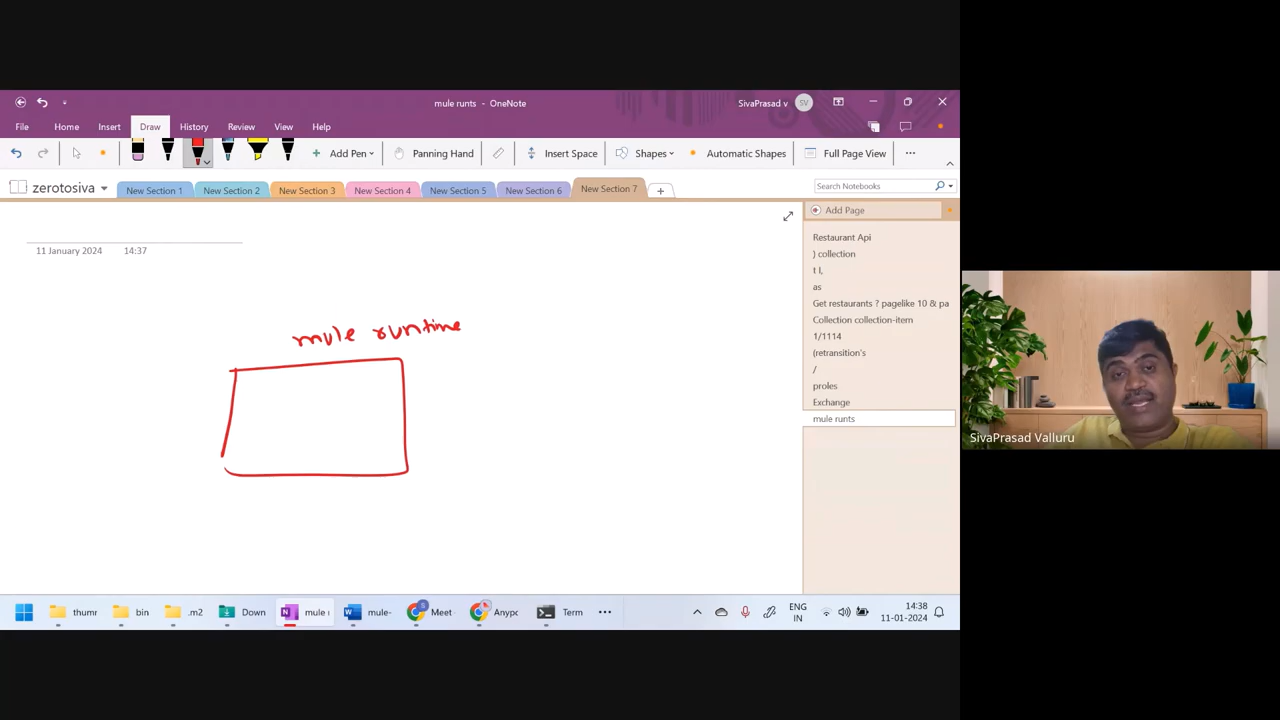 mule runts - OneNote
SivaPrasad v SV
File Home Insert Draw History Review View Help
Add Pen Panning Hand Insert Space Shapes Automatic Shapes Full Page View
zerotosiva New Section 1 New Section 2 New Section 3 New Section 4 New Section 5 New Section 6 New Section 7 Search Notebooks
Add Page
11 January 2024 14:37
Restaurant Api
) collection
t I,
as
Get restaurants ? pagelike 10 & pa
Collection collection-item
1/1114
(retransition's
/
proles
Exchange
mule runts
mule runtime
SivaPrasad Valluru
thumr bin .m2 Down mule r mule- Meet Anypo Term ENG IN 14:38 11-01-2024